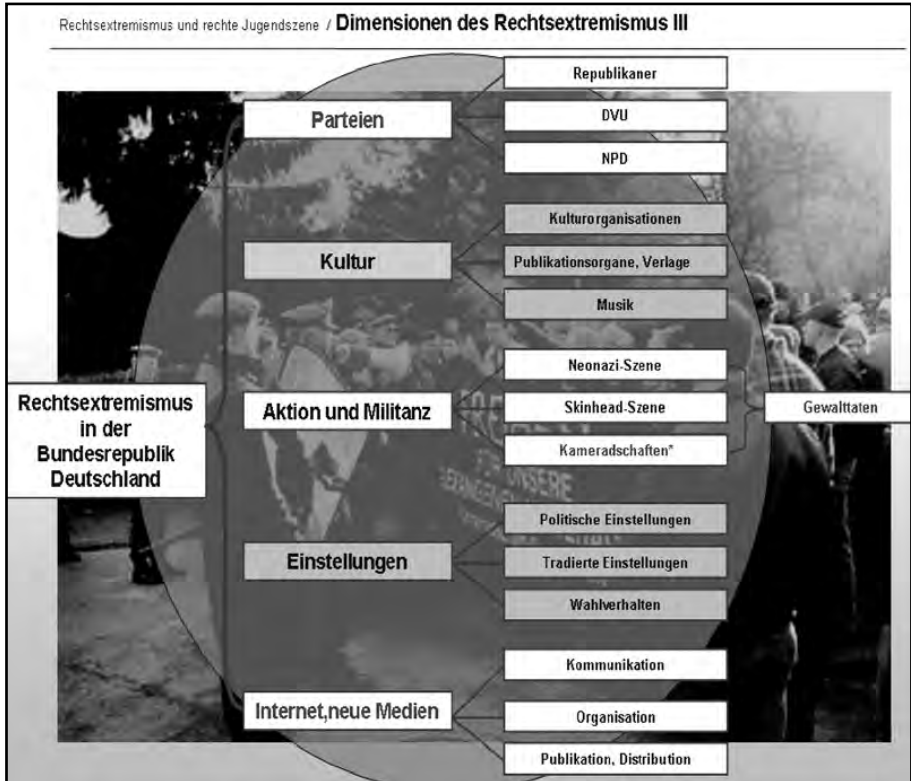 Rechtsextremismus und rechte Jugendszene / Dimensionen des Rechtsextremismus III
Rechtsextremismus
in der
Bundesrepublik
Deutschland
Parteien
Republikaner
DVU
NPD
Kultur
Kulturorganisationen
Publikationsorgane, Verlage
Musik
Aktion und Militanz
Neonazi-Szene
Skinhead-Szene
Kameradschaften*
Gewalttaten
Einstellungen
Politische Einstellungen
Tradierte Einstellungen
Wahlverhalten
Internet,neue Medien
Kommunikation
Organisation
Publikation, Distribution
UNSERE